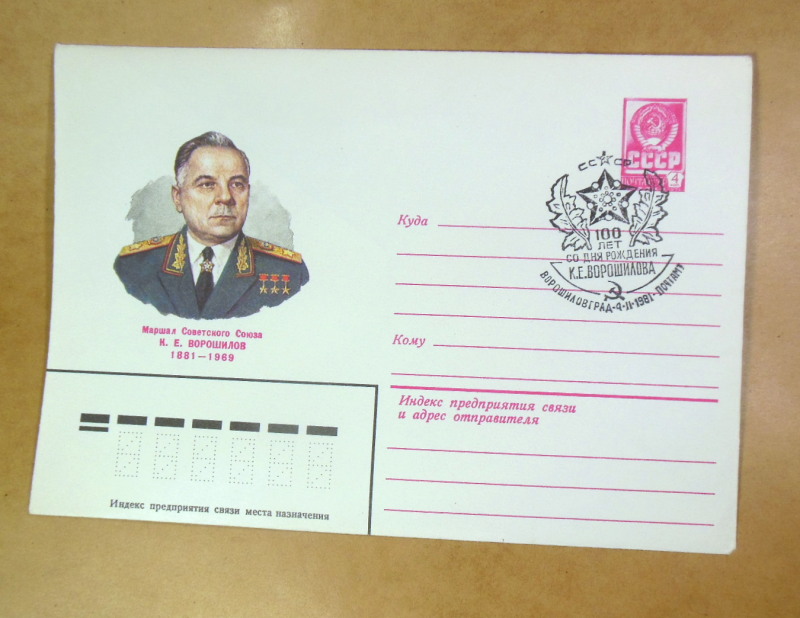 Маршал Советского Союза
К. Е. ВОРОШИЛОВ
1881—1969
СССР
ПОЧТА
4
СССР
100
ЛЕТ
СО ДНЯ РОЖДЕНИЯ
К.Е.ВОРОШИЛОВА
ВОРОШИЛОВГРАД-4-II-1981-ПОЧТАМТ
Куда
Кому
Индекс предприятия связи
и адрес отправителя
Индекс предприятия связи места назначения